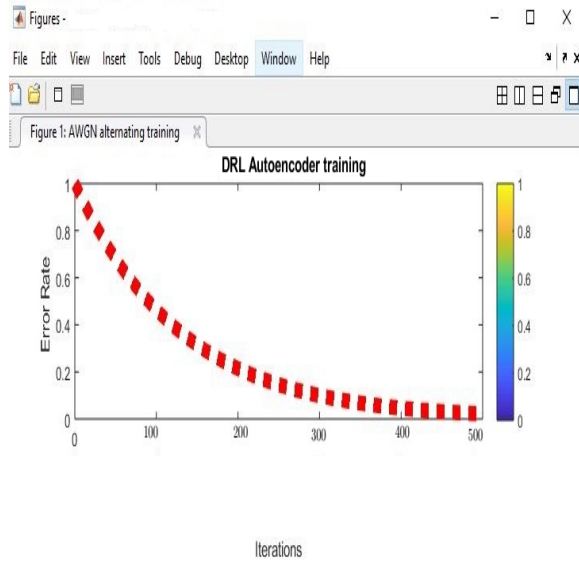 Figures -
File Edit View Insert Tools Debug Desktop Window Help
Figure 1: AWGN alternating training
DRL Autoencoder training
1
0.8
0.6
0.4
0.2
0
Error Rate
0 100 200 300 400 500
Iterations
1
0.8
0.6
0.4
0.2
0